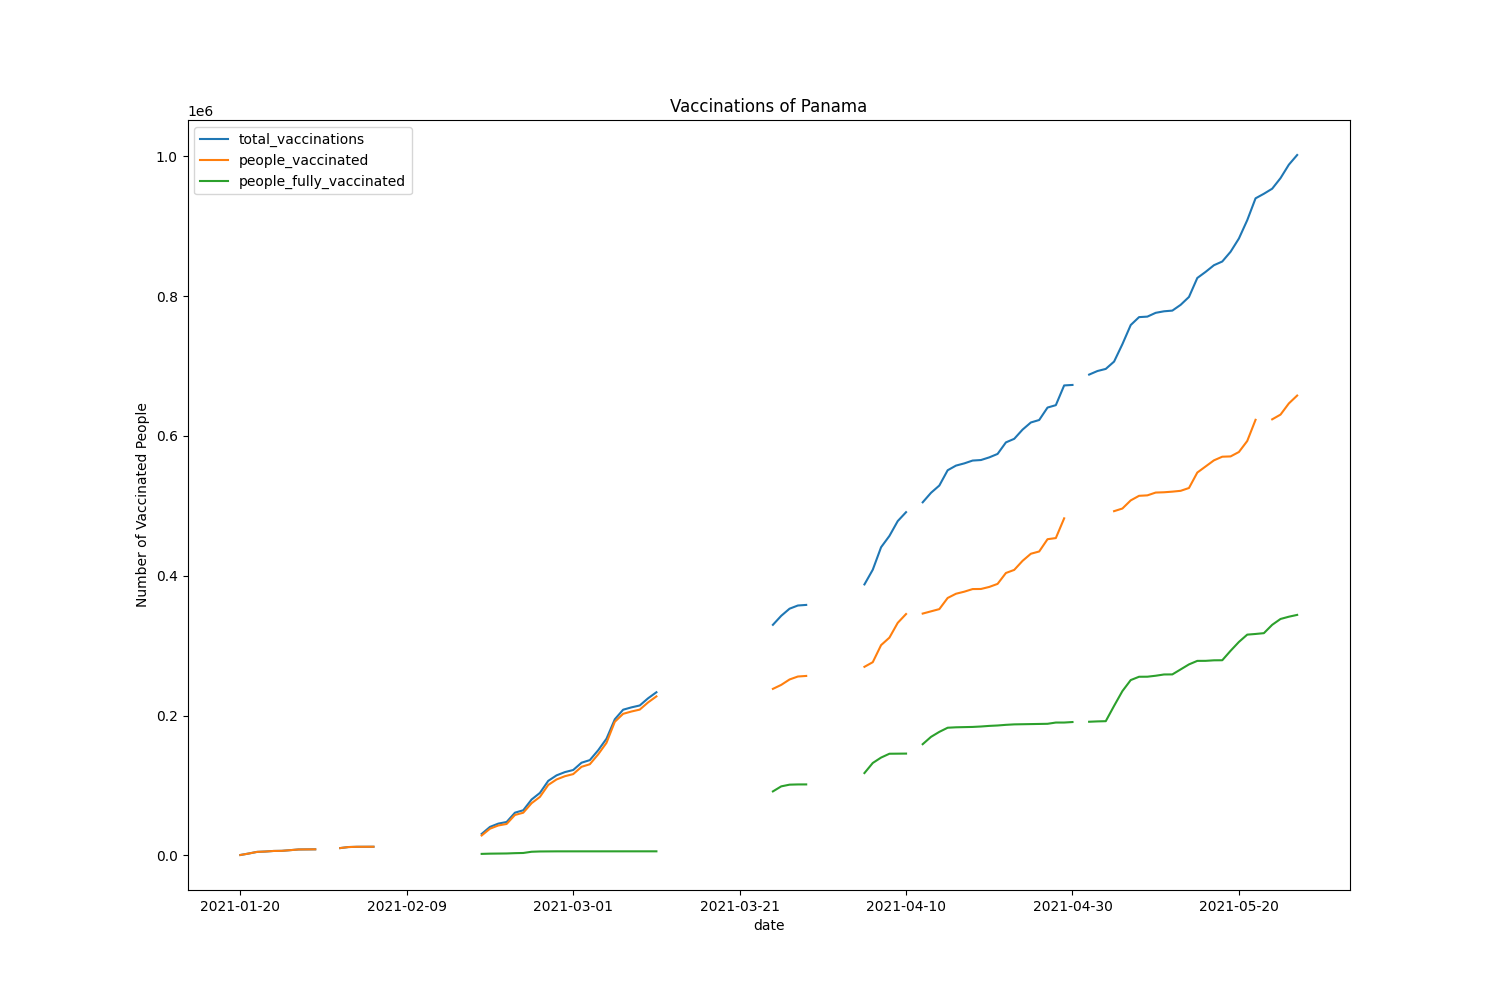 Vaccinations of Panama
1e6
total_vaccinations
people_vaccinated
people_fully_vaccinated
1.0
0.8
0.6
0.4
0.2
0.0
Number of Vaccinated People
2021-01-20 2021-02-09 2021-03-01 2021-03-21 2021-04-10 2021-04-30 2021-05-20
date